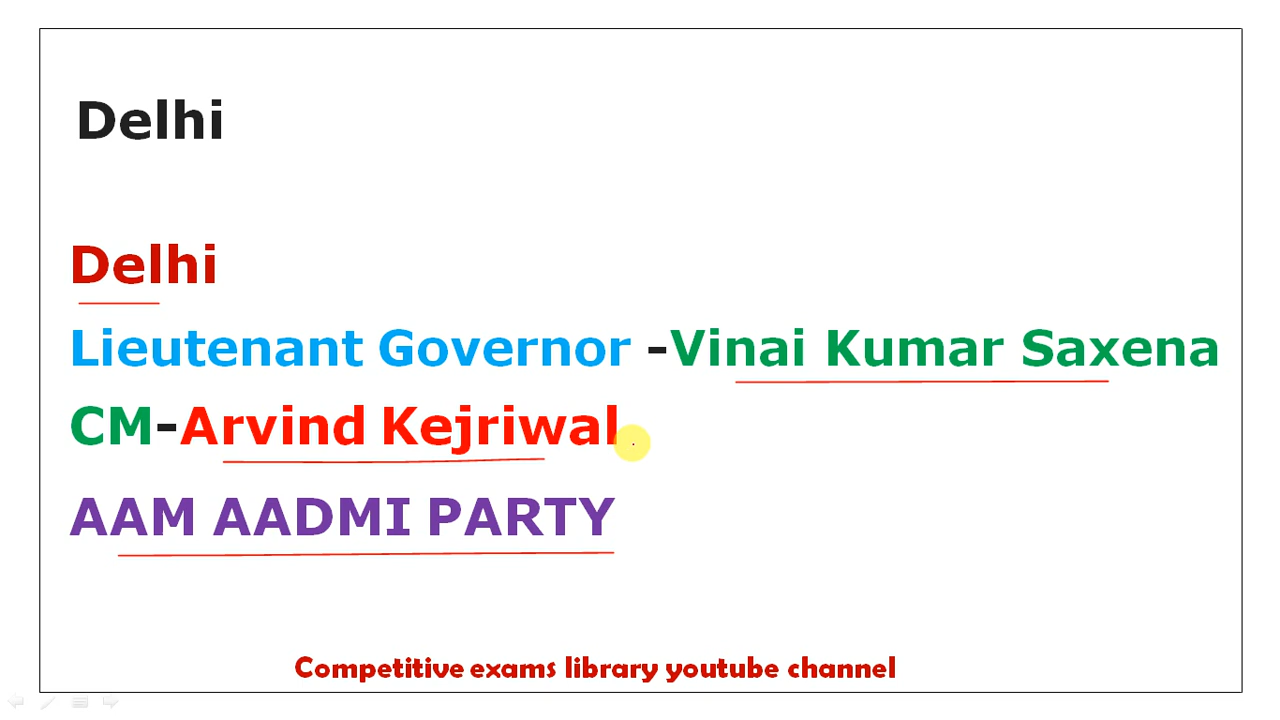 Delhi
Delhi
Lieutenant Governor -Vinai Kumar Saxena
CM-Arvind Kejriwal
AAM AADMI PARTY
Competitive exams library youtube channel